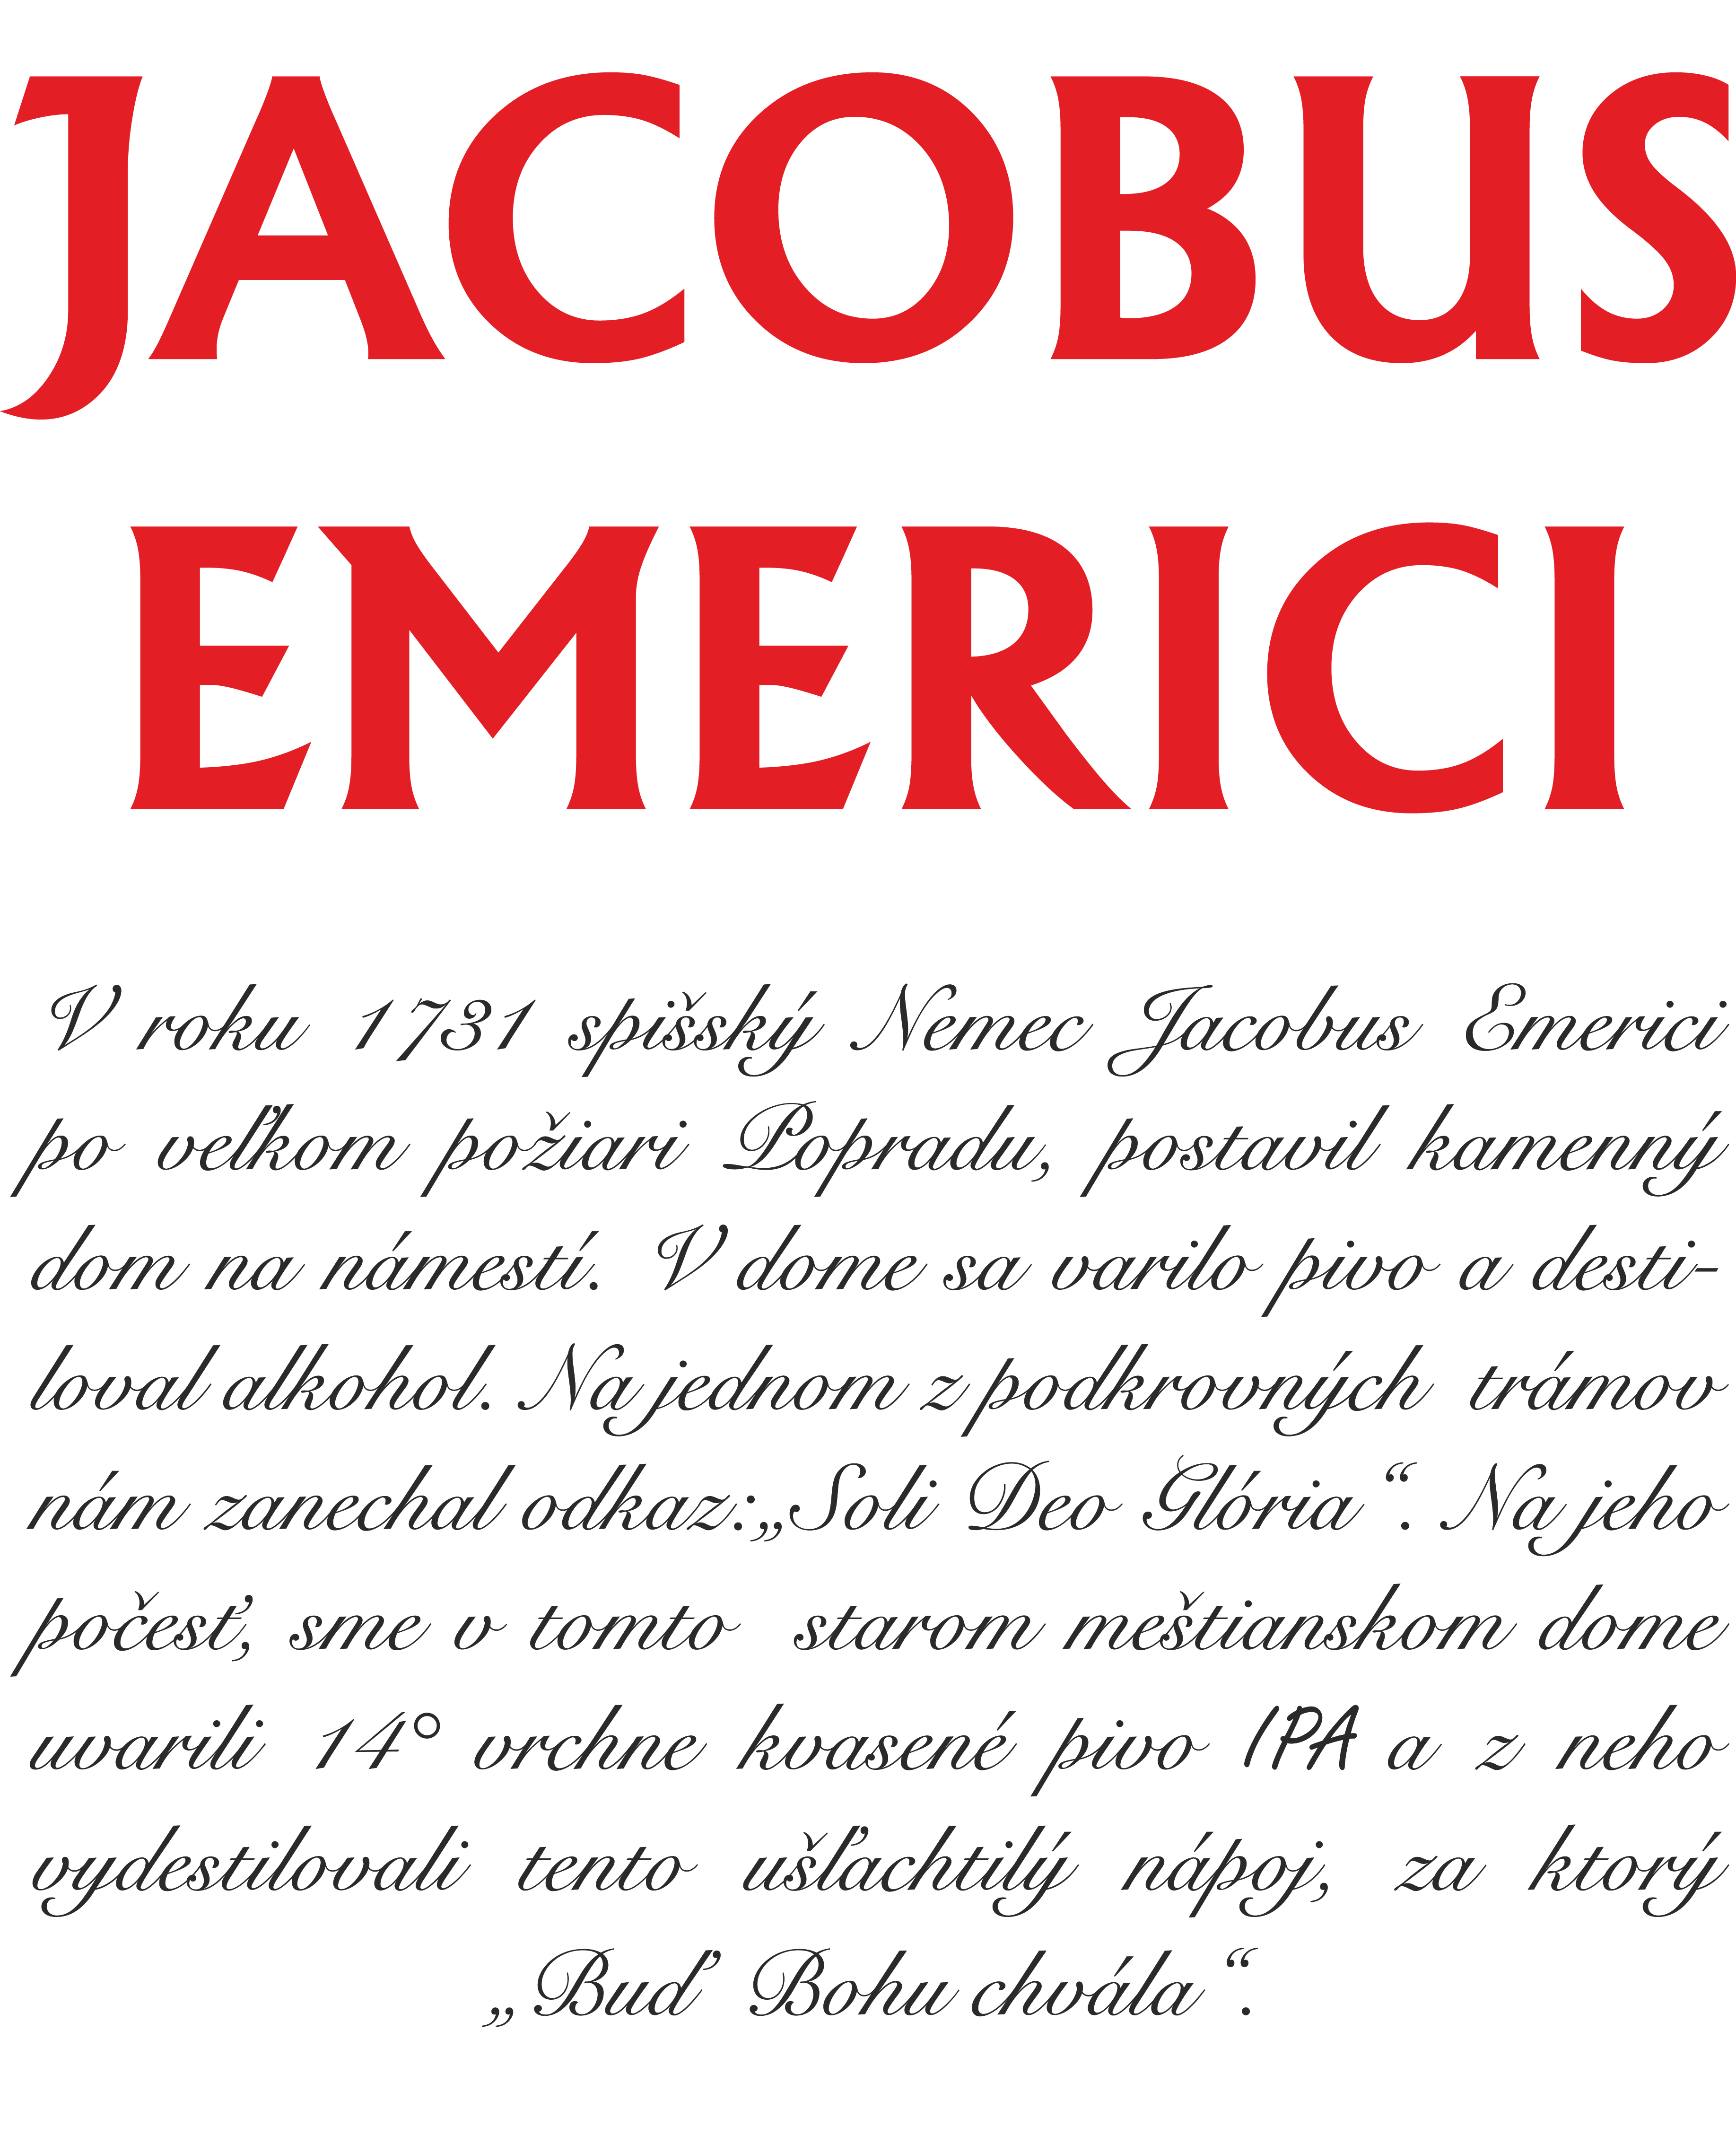 JACOBUS
EMERICI
V roku 1731 spišský Nemec Jacobus Emerici
po veľkom požiari Popradu, postavil kamenný
dom na námestí. V dome sa varilo pivo a desti-
loval alkohol. Na jednom z podkrovných trámov
nám zanechal odkaz:„Soli Deo Glória“. Na jeho
počesť, sme v tomto starom meštianskom dome
uvarili 14° vrchne kvasené pivo IPA a z neho
vydestilovali tento ušľachtilý nápoj, za ktorý
„Buď Bohu chvála“.